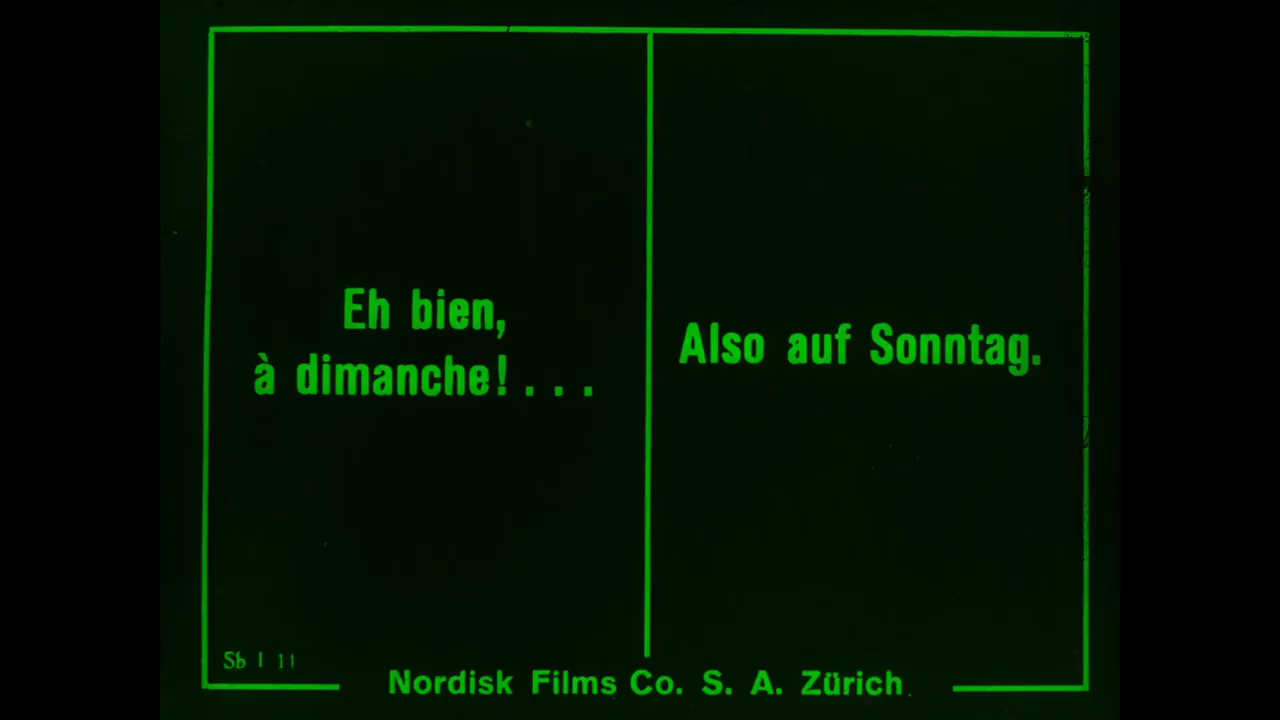 Eh bien,
à dimanche!...
Also auf Sonntag.
Sb I 11
Nordisk Films Co. S. A. Zürich